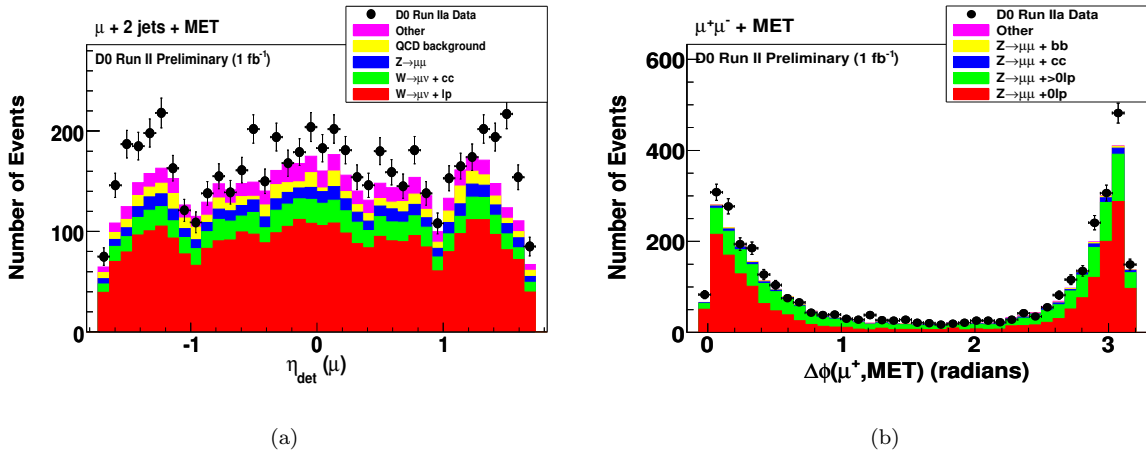 μ + 2 jets + MET
D0 Run IIa Data
Other
QCD background
Z→μμ
W→μν + cc
W→μν + lp
D0 Run II Preliminary (1 fb⁻¹)
Number of Events
200
100
0
-1
0
1
η_det (μ)
(a)
μ⁺μ⁻ + MET
D0 Run IIa Data
Other
Z→μμ + bb
Z→μμ + cc
Z→μμ +>0lp
Z→μμ +0lp
D0 Run II Preliminary (1 fb⁻¹)
Number of Events
600
400
200
0
0
1
2
3
Δϕ(μ⁺,MET) (radians)
(b)